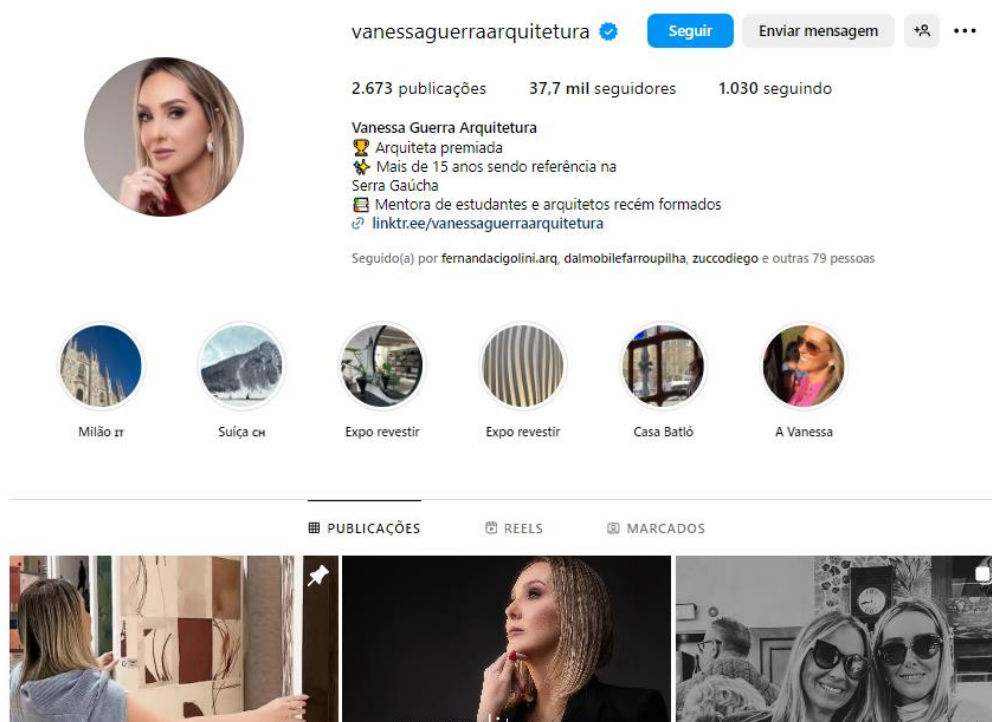 vanessaguerraarquitetura
Seguir
Enviar mensagem
2.673 publicações 37,7 mil seguidores 1.030 seguindo
Vanessa Guerra Arquitetura
🏆 Arquiteta premiada
✨ Mais de 15 anos sendo referência na
Serra Gaúcha
📚 Mentora de estudantes e arquitetos recém formados
linktr.ee/vanessaguerraarquitetura
Seguido(a) por fernandacigolini.arq, dalmobilefarroupilha, zuccodiego e outras 79 pessoas
Milão IT
Suíça CH
Expo revestir
Expo revestir
Casa Batló
A Vanessa
PUBLICAÇÕES
REELS
MARCADOS